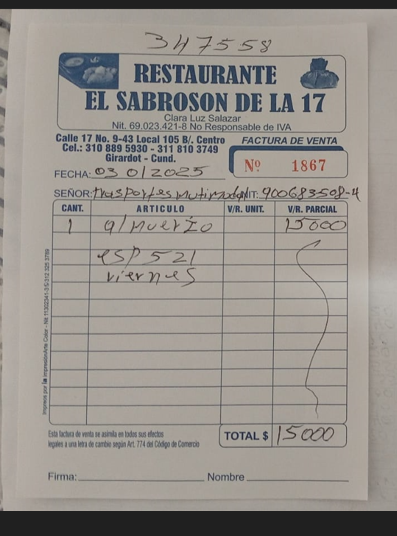 347558
RESTAURANTE
EL SABROSON DE LA 17
Clara Luz Salazar
Nit. 69.023.421-8 No Responsable de IVA
Calle 17 No. 9-43 Local 105 B/. Centro
Cel.: 310 889 5930 - 311 810 3749
Girardot - Cund.
FACTURA DE VENTA
Nº 1867
FECHA: 03 01 2025
SEÑOR: NIT: 900683508-4
CANT. ARTICULO V/R. UNIT. V/R. PARCIAL
1 almuerzo 15000
esp 521
viernes
Esta factura de venta se asimila en todos sus efectos
legales a una letra de cambio según Art. 774 del Código de Comercio
TOTAL $ 15000
Firma: Nombre